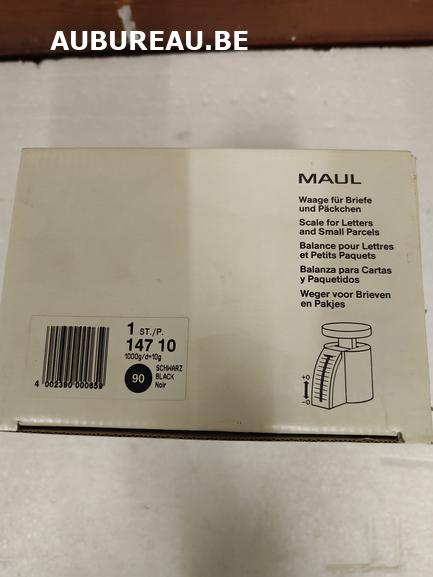 AUBUREAU.BE
MAUL
Waage für Briefe
und Päckchen
Scale for Letters
and Small Parcels
Balance pour Lettres
et Petits Paquets
Balanza para Cartas
y Paquetidos
Weger voor Brieven
en Pakjes
1 ST./P.
147 10
1000g/d=10g
90
SCHWARZ
BLACK
Noir
4 002390 000659
+0
-0